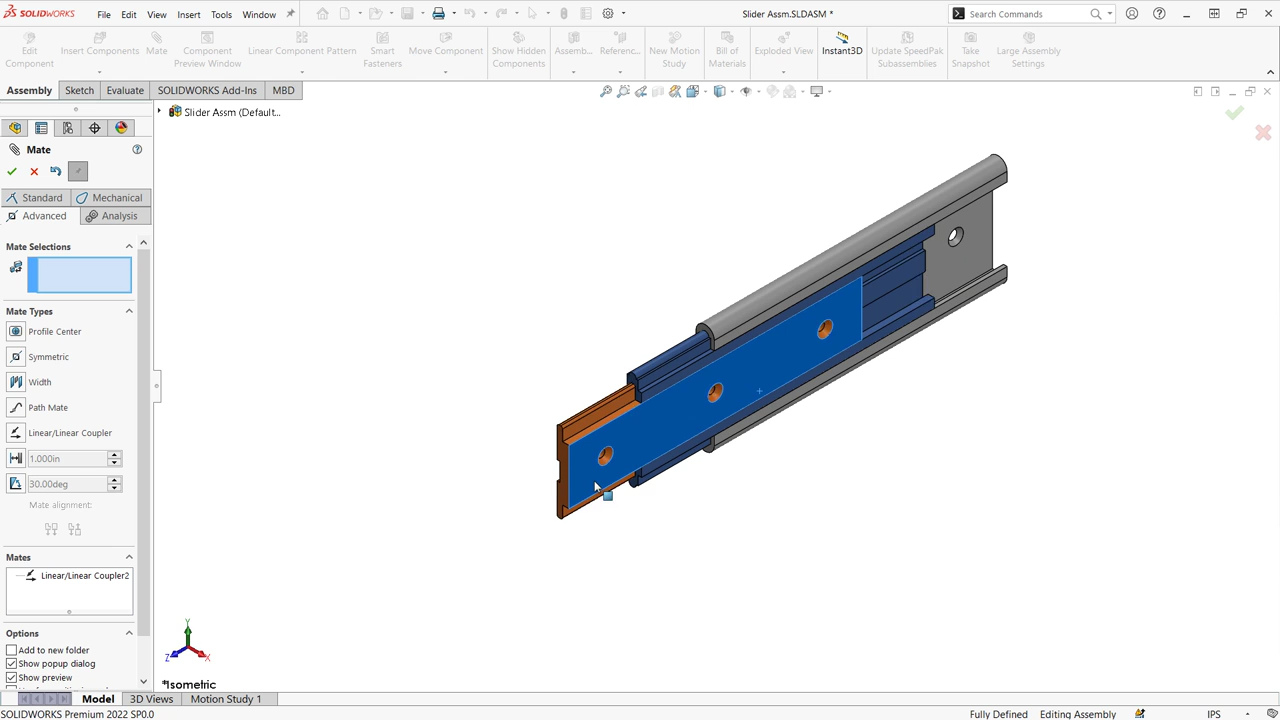 SOLIDWORKS File Edit View Insert Tools Window Slider Assm.SLDASM * Search Commands
Edit Component
Insert Components
Mate
Component Preview Window
Linear Component Pattern
Smart Fasteners
Move Component
Show Hidden Components
Assemb...
Referenc...
New Motion Study
Bill of Materials
Exploded View
Instant3D
Update SpeedPak Subassemblies
Take Snapshot
Large Assembly Settings
Assembly Sketch Evaluate SOLIDWORKS Add-Ins MBD
Slider Assm (Default...
Mate
Standard Mechanical
Advanced Analysis
Mate Selections
Mate Types
Profile Center
Symmetric
Width
Path Mate
Linear/Linear Coupler
1.000in
30.00deg
Mate alignment:
Mates
Linear/Linear Coupler2
Options
Add to new folder
Show popup dialog
Show preview
Y
Z X
*Isometric
Model 3D Views Motion Study 1
SOLIDWORKS Premium 2022 SP0.0 Fully Defined Editing Assembly IPS